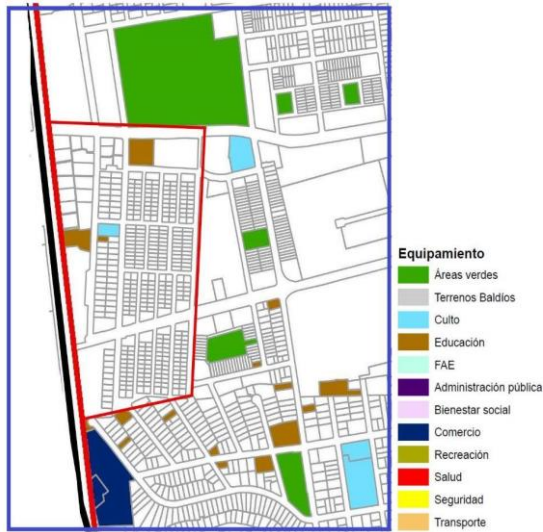 Equipamiento
Áreas verdes
Terrenos Baldíos
Culto
Educación
FAE
Administración pública
Bienestar social
Comercio
Recreación
Salud
Seguridad
Transporte